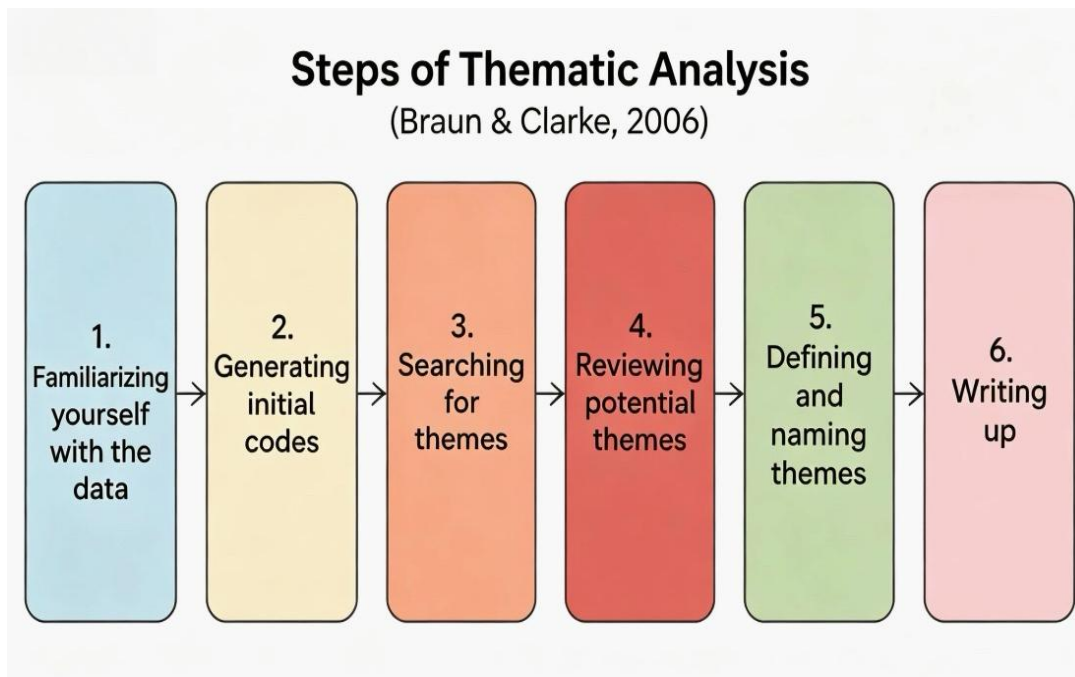 Steps of Thematic Analysis
(Braun & Clarke, 2006)
1.
Familiarizing
yourself
with the
data
2.
Generating
initial
codes
3.
Searching
for
themes
4.
Reviewing
potential
themes
5.
Defining
and
naming
themes
6.
Writing
up